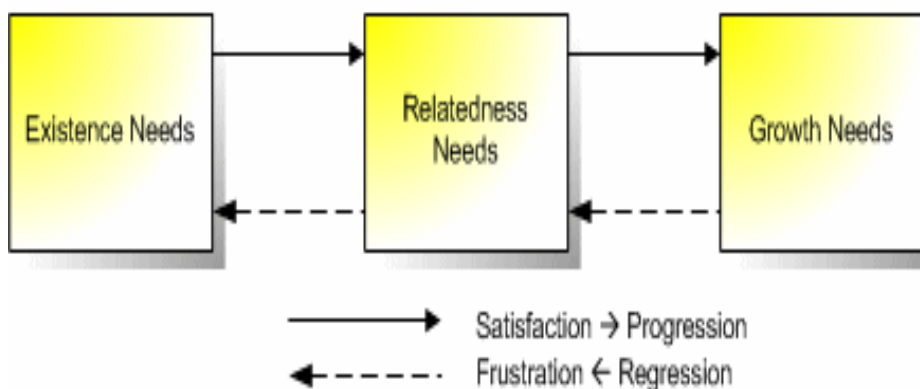 Existence Needs
Relatedness
Needs
Growth Needs
Satisfaction → Progression
Frustration ← Regression